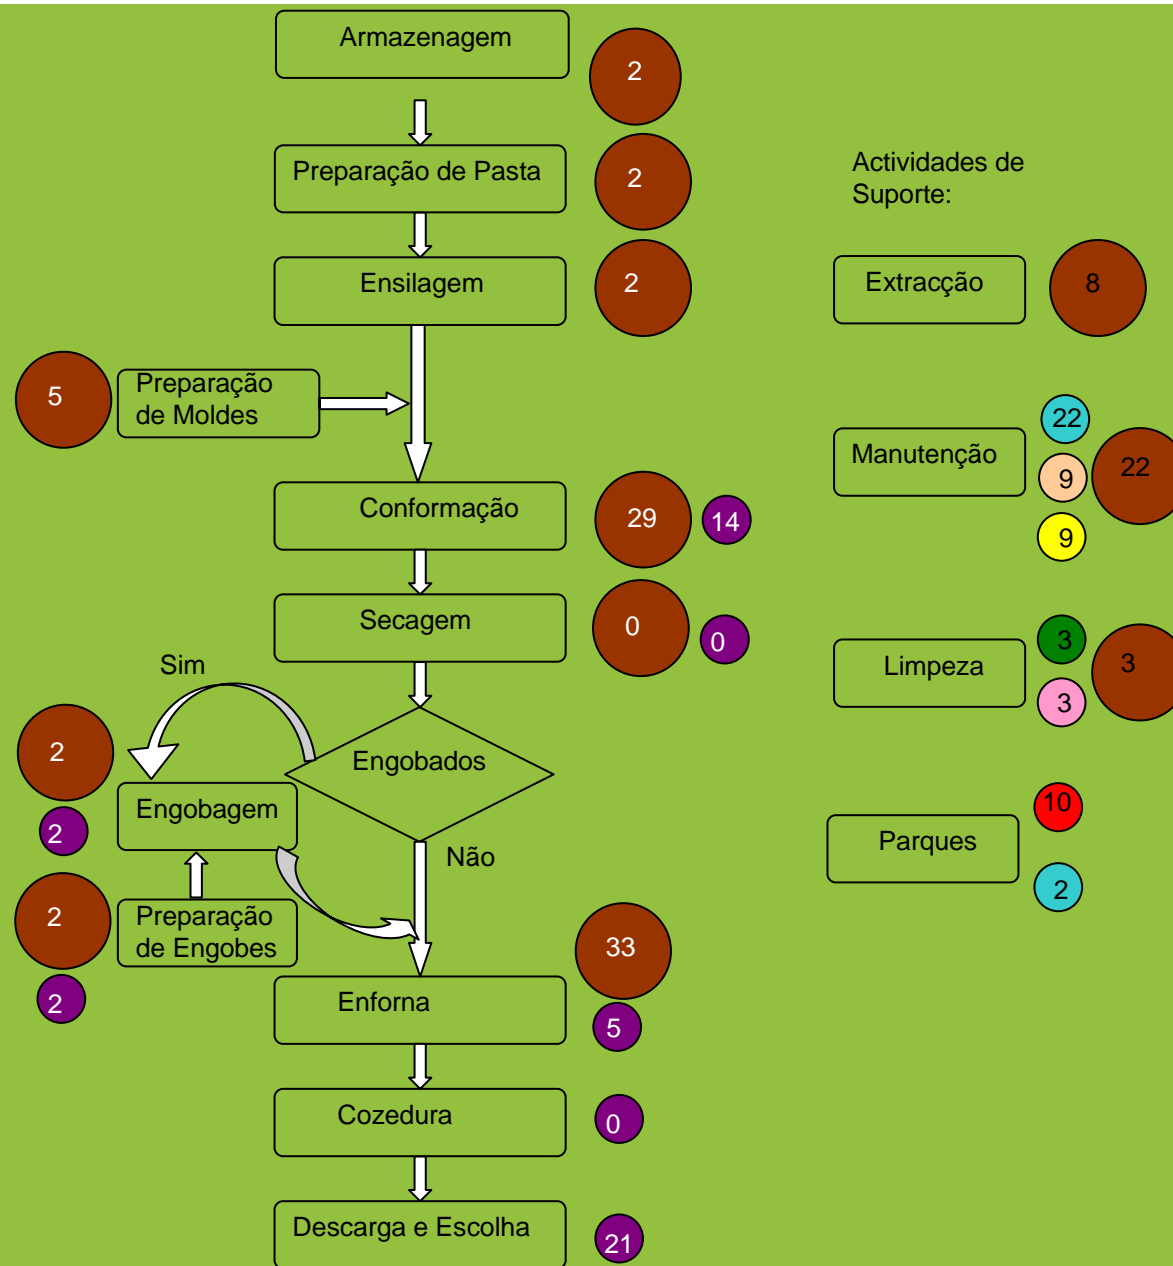 Armazenagem
2
Preparação de Pasta
2
Ensilagem
2
5
Preparação
de Moldes
Conformação
29
14
Secagem
0
0
Sim
Engobados
2
Engobagem
2
Não
2
Preparação
de Engobes
2
33
Enforna
5
Cozedura
0
Descarga e Escolha
21
Actividades de
Suporte:
Extracção
8
Manutenção
22
9
9
22
Limpeza
3
3
3
Parques
10
2